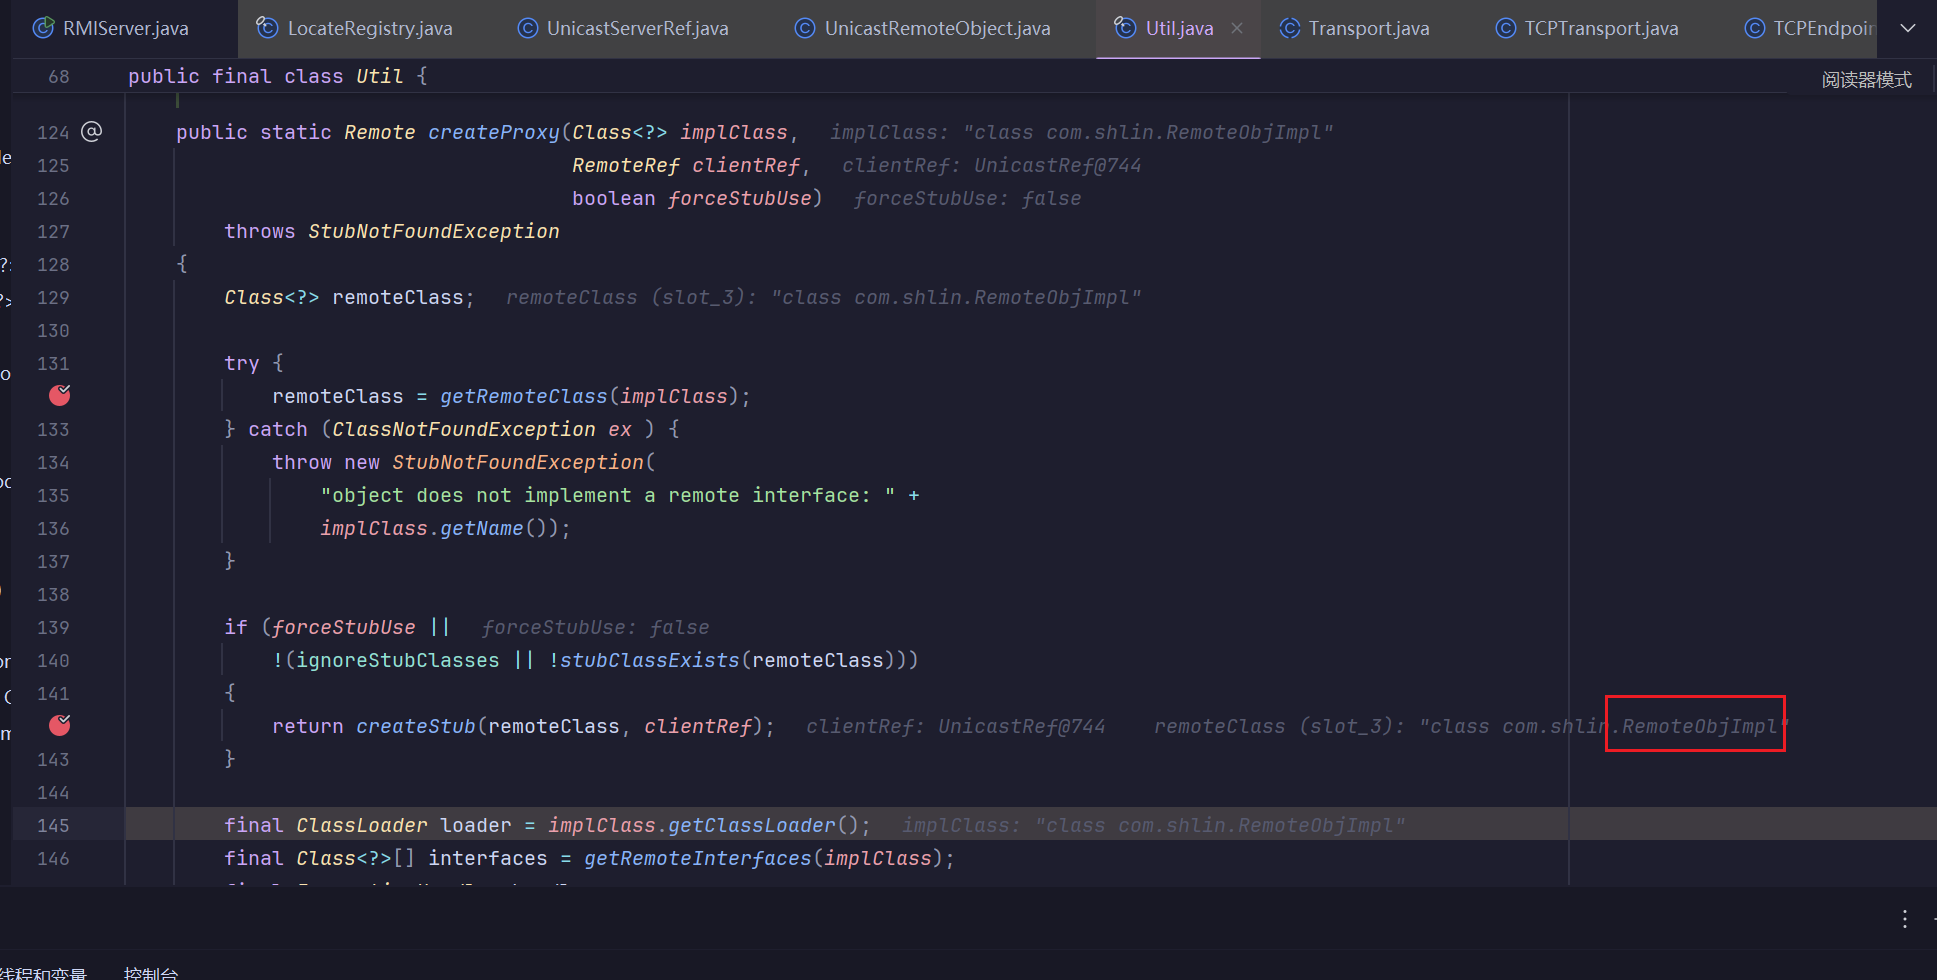 RMIServer.java LocateRegistry.java UnicastServerRef.java UnicastRemoteObject.java Util.java Transport.java TCPTransport.java TCPEndpoin
68 public final class Util {
阅读器模式
124 public static Remote createProxy(Class<?> implClass, implClass: "class com.shlin.RemoteObjImpl"
125 RemoteRef clientRef, clientRef: UnicastRef@744
126 boolean forceStubUse) forceStubUse: false
127 throws StubNotFoundException
128 {
129 Class<?> remoteClass; remoteClass (slot_3): "class com.shlin.RemoteObjImpl"
130
131 try {
remoteClass = getRemoteClass(implClass);
133 } catch (ClassNotFoundException ex ) {
134 throw new StubNotFoundException(
135 "object does not implement a remote interface: " +
136 implClass.getName());
137 }
138
139 if (forceStubUse || forceStubUse: false
140 !(ignoreStubClasses || !stubClassExists(remoteClass)))
141 {
return createStub(remoteClass, clientRef); clientRef: UnicastRef@744 remoteClass (slot_3): "class com.shlin.RemoteObjImpl"
143 }
144
145 final ClassLoader loader = implClass.getClassLoader(); implClass: "class com.shlin.RemoteObjImpl"
146 final Class<?>[] interfaces = getRemoteInterfaces(implClass);
线程和变量 控制台